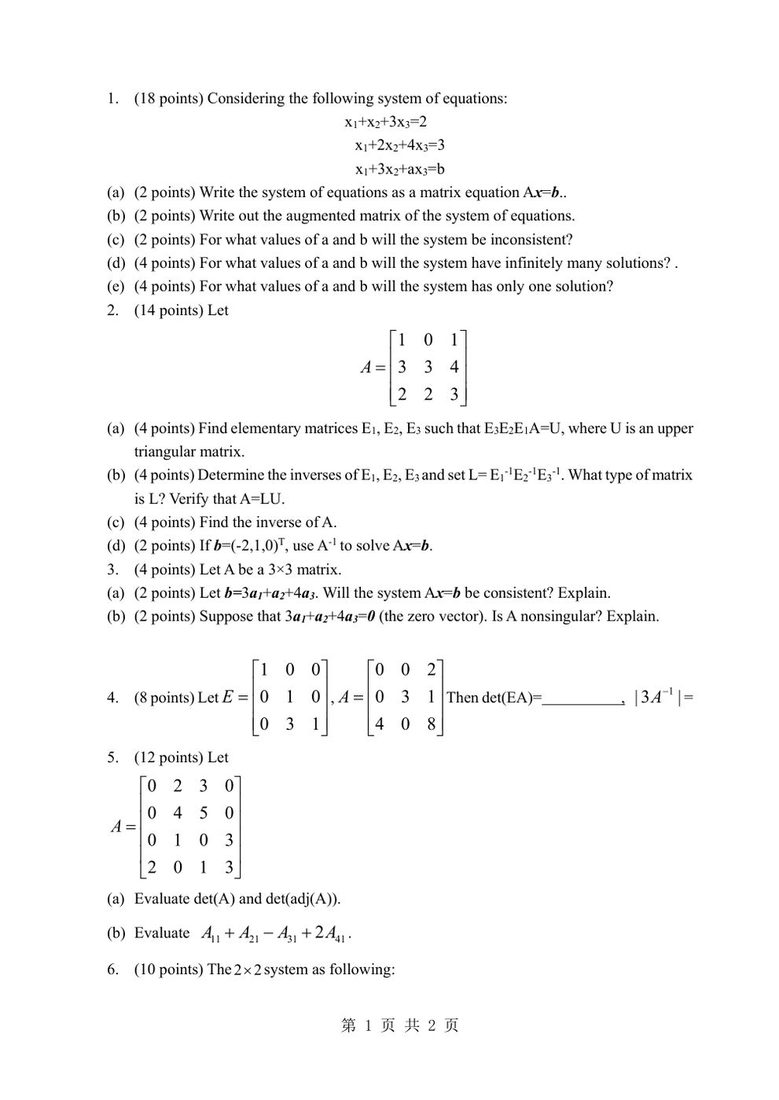 1. (18 points) Considering the following system of equations:
x₁+x₂+3x₃=2
x₁+2x₂+4x₃=3
x₁+3x₂+ax₃=b
(a) (2 points) Write the system of equations as a matrix equation Ax=b..
(b) (2 points) Write out the augmented matrix of the system of equations.
(c) (2 points) For what values of a and b will the system be inconsistent?
(d) (4 points) For what values of a and b will the system have infinitely many solutions? .
(e) (4 points) For what values of a and b will the system has only one solution?
2. (14 points) Let
A = [1 0 1
3 3 4
2 2 3]
(a) (4 points) Find elementary matrices E₁, E₂, E₃ such that E₃E₂E₁A=U, where U is an upper
triangular matrix.
(b) (4 points) Determine the inverses of E₁, E₂, E₃ and set L= E₁⁻¹E₂⁻¹E₃⁻¹. What type of matrix
is L? Verify that A=LU.
(c) (4 points) Find the inverse of A.
(d) (2 points) If b=(-2,1,0)ᵀ, use A⁻¹ to solve Ax=b.
3. (4 points) Let A be a 3×3 matrix.
(a) (2 points) Let b=3a₁+a₂+4a₃. Will the system Ax=b be consistent? Explain.
(b) (2 points) Suppose that 3a₁+a₂+4a₃=0 (the zero vector). Is A nonsingular? Explain.
4. (8 points) Let E = [1 0 0; 0 1 0; 0 3 1], A = [0 0 2; 0 3 1; 4 0 8] Then det(EA)=__________, |3A⁻¹|=
5. (12 points) Let
A = [0 2 3 0
0 4 5 0
0 1 0 3
2 0 1 3]
(a) Evaluate det(A) and det(adj(A)).
(b) Evaluate A₁₁ + A₂₁ − A₃₁ + 2A₄₁ .
6. (10 points) The 2×2 system as following:
第 1 页 共 2 页